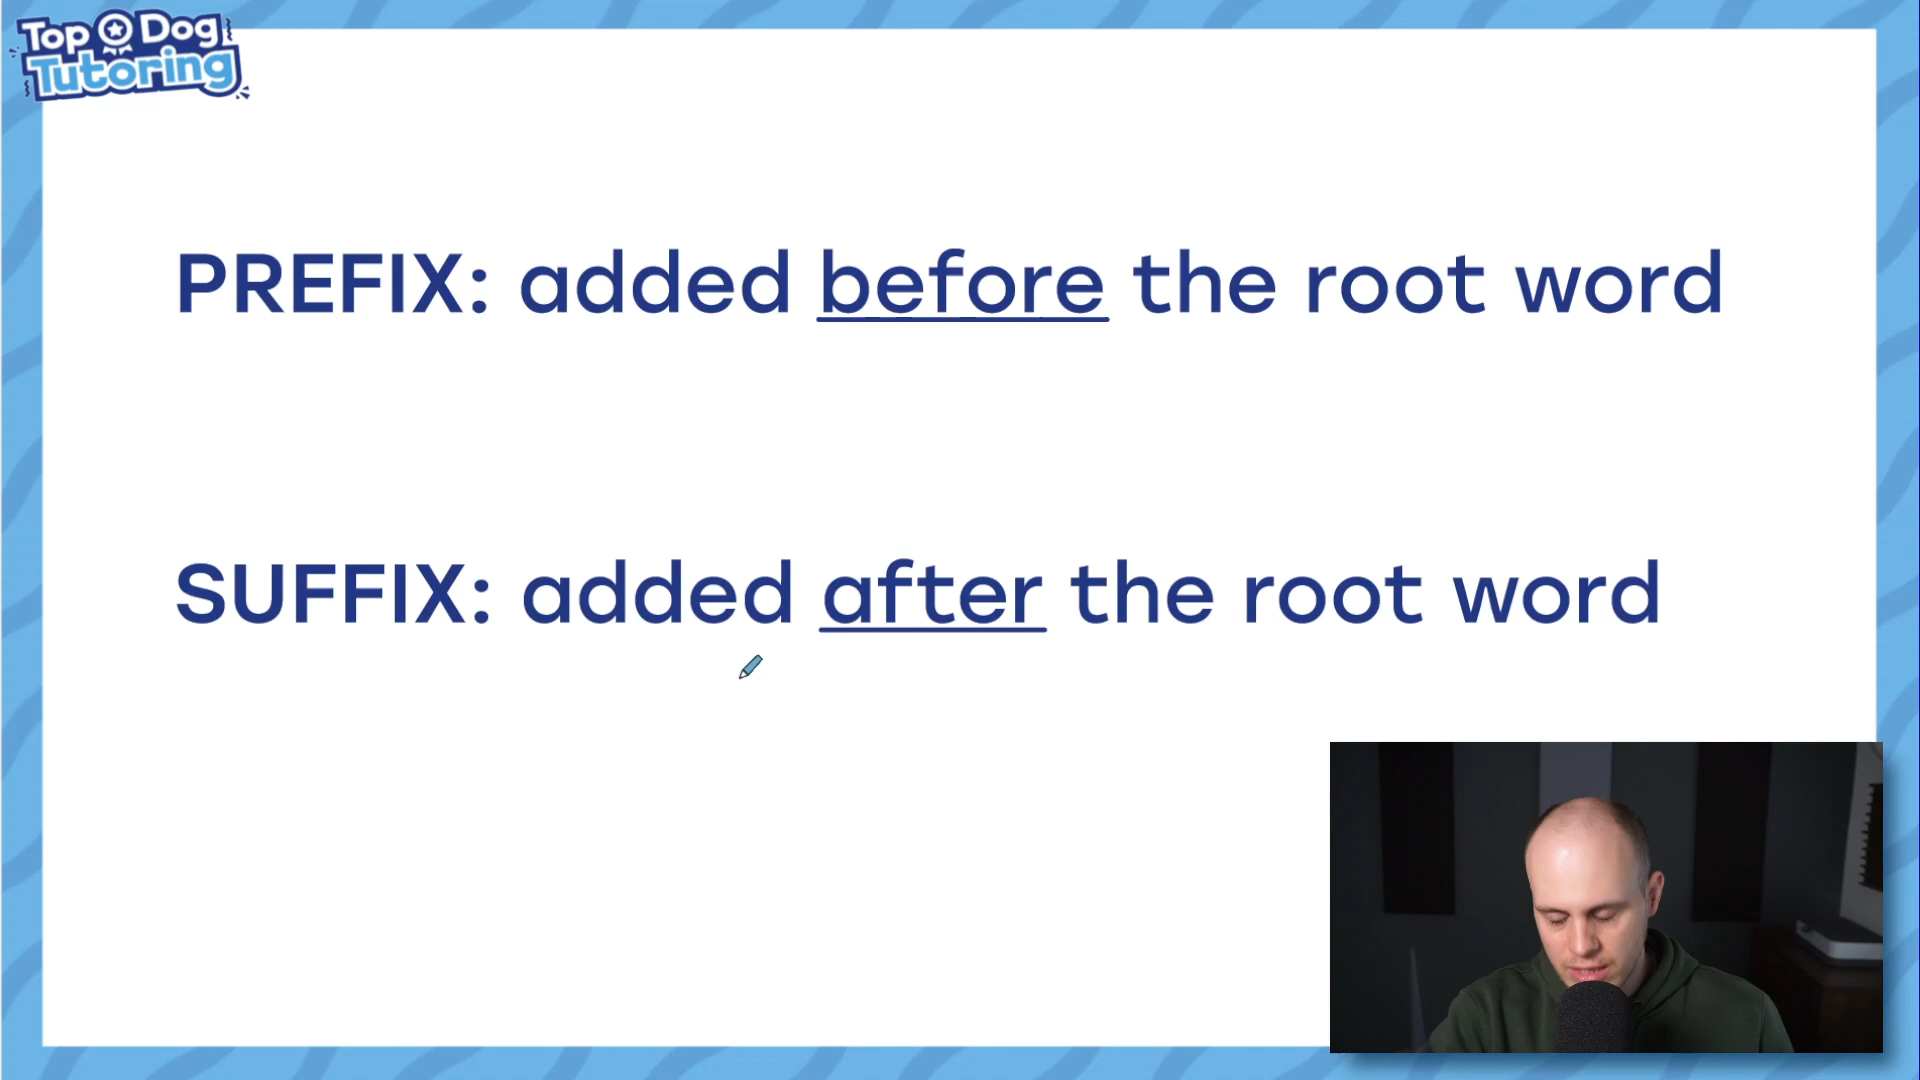 Top Dog
Tutoring
PREFIX: added before the root word
SUFFIX: added after the root word